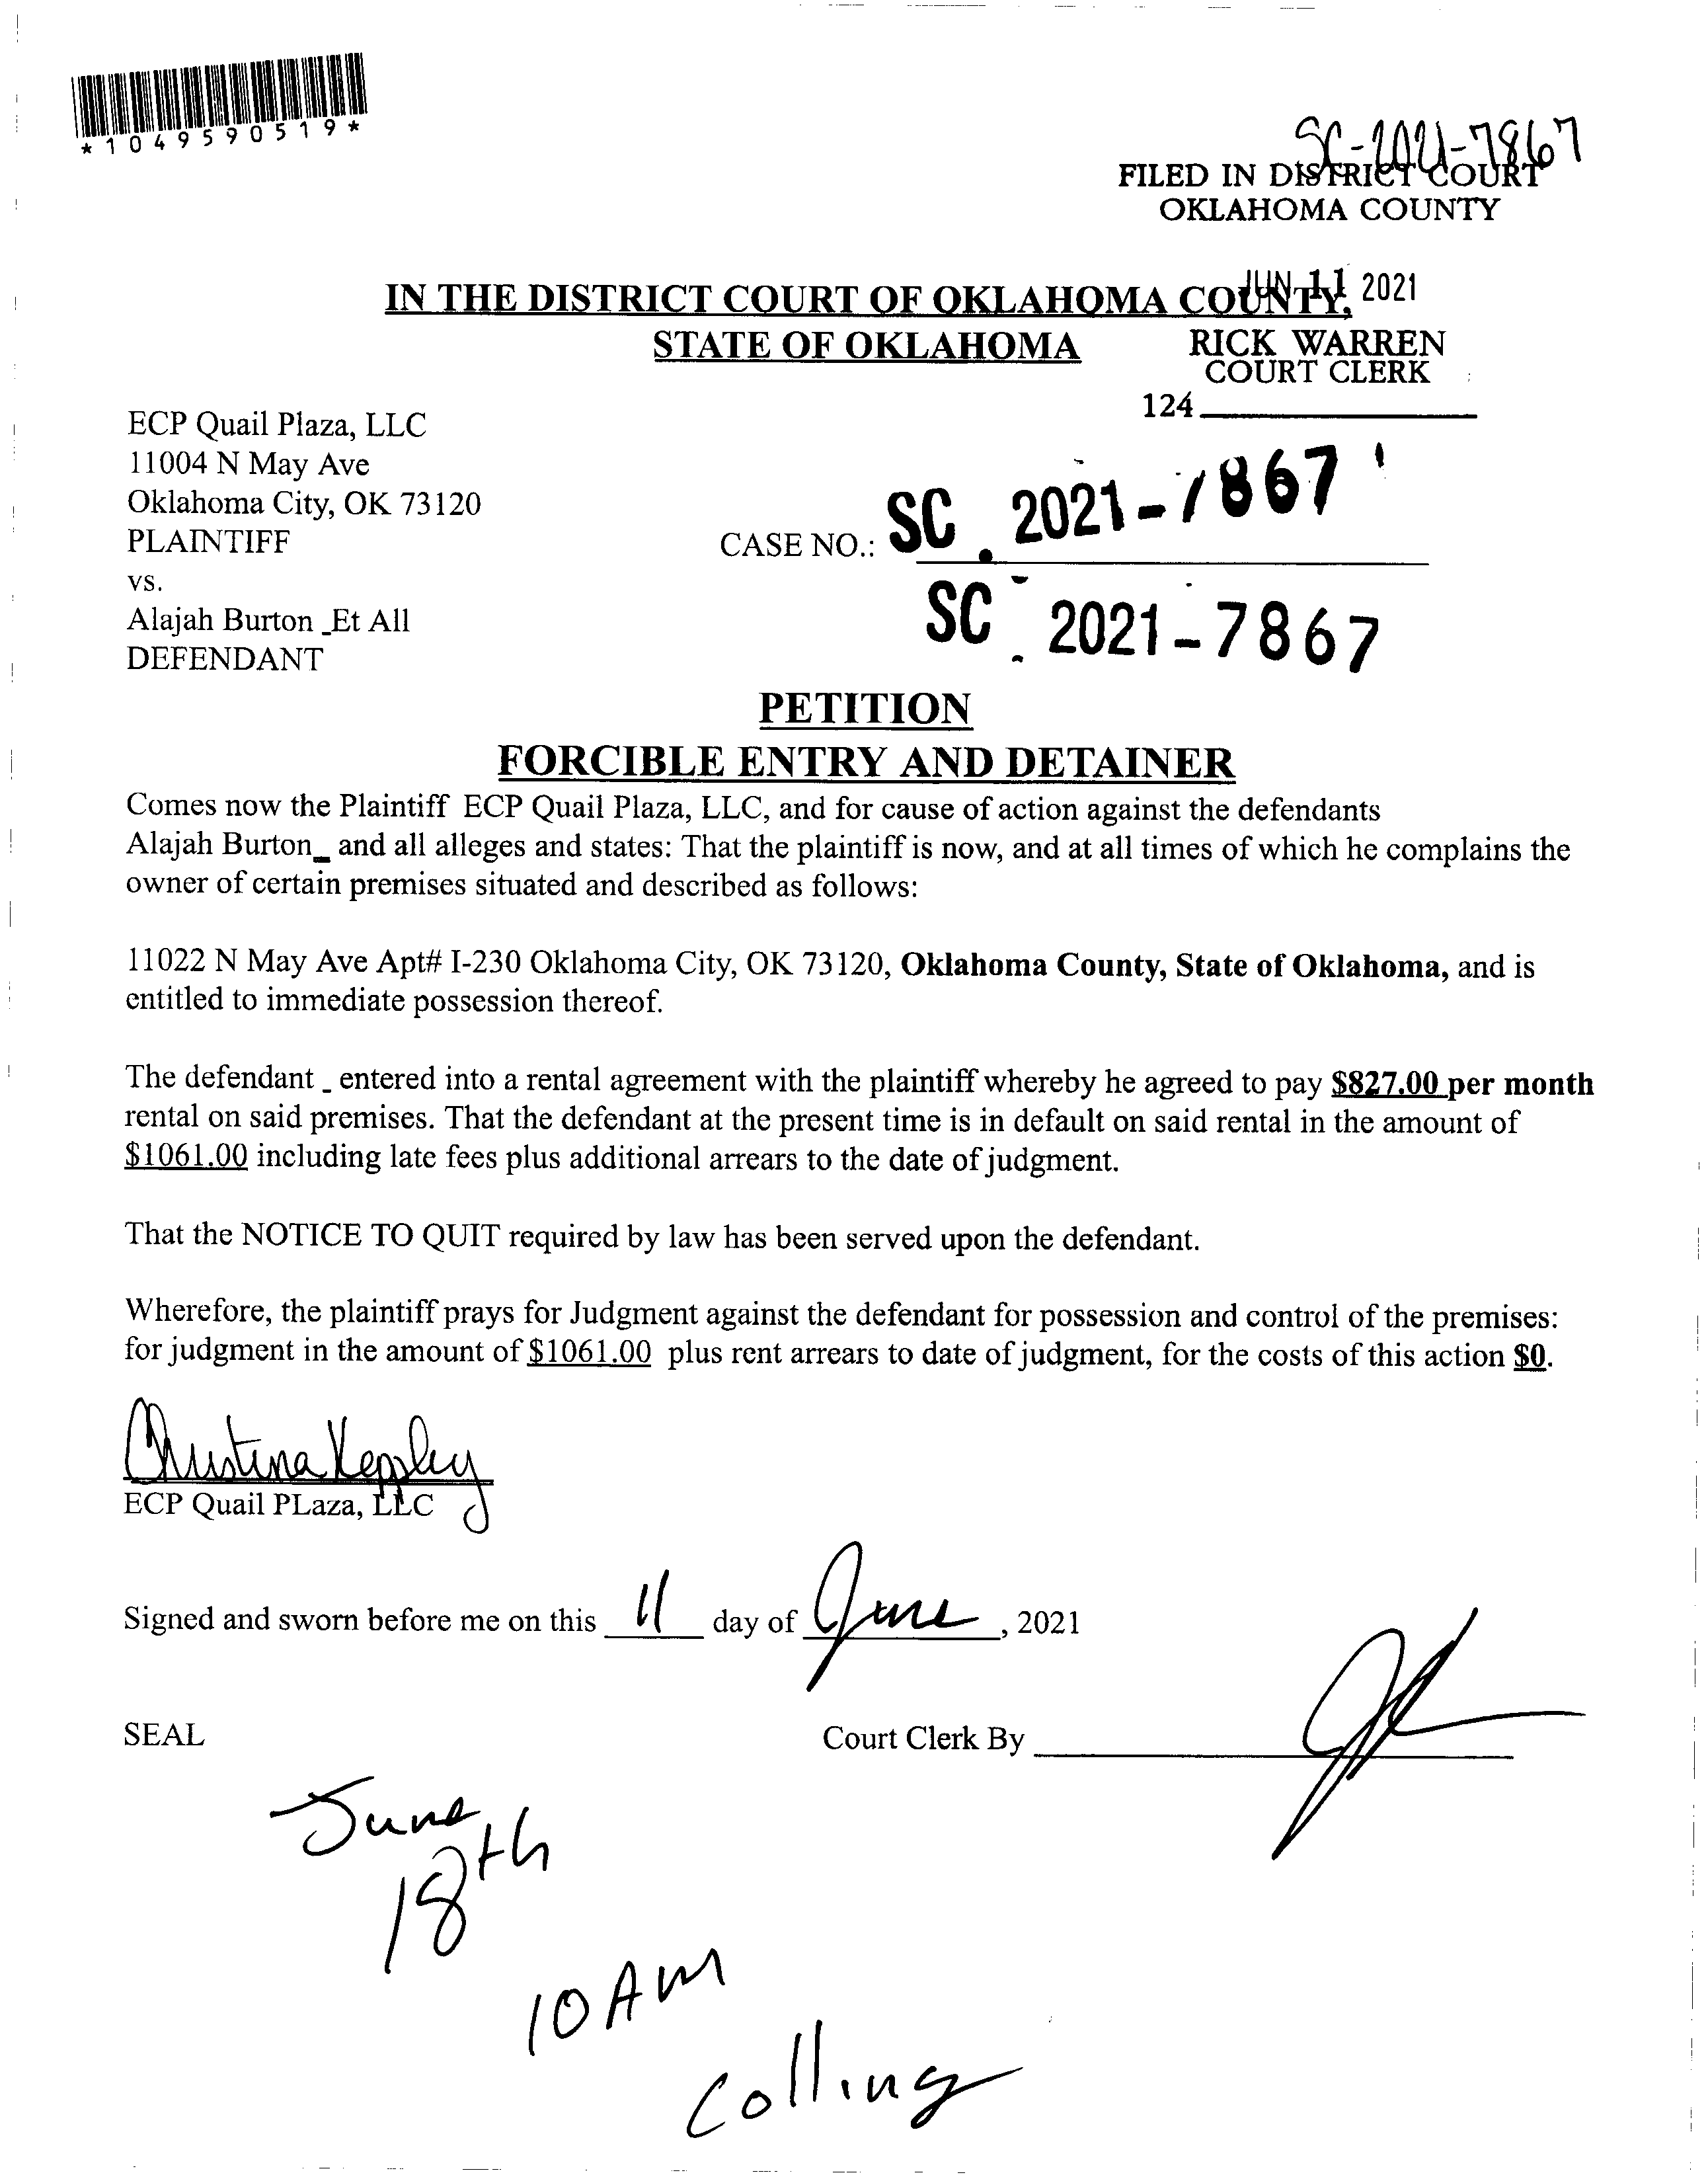 *1049590519*
SC-2021-7867
FILED IN DISTRICT COURT
OKLAHOMA COUNTY
JUN 11 2021
IN THE DISTRICT COURT OF OKLAHOMA COUNTY,
STATE OF OKLAHOMA
RICK WARREN
COURT CLERK
124
ECP Quail Plaza, LLC
11004 N May Ave
Oklahoma City, OK 73120
PLAINTIFF
CASE NO.: SC 2021-7867
vs.
SC 2021-7867
Alajah Burton _Et All
DEFENDANT
PETITION
FORCIBLE ENTRY AND DETAINER
Comes now the Plaintiff ECP Quail Plaza, LLC, and for cause of action against the defendants
Alajah Burton_ and all alleges and states: That the plaintiff is now, and at all times of which he complains the
owner of certain premises situated and described as follows:
11022 N May Ave Apt# I-230 Oklahoma City, OK 73120, Oklahoma County, State of Oklahoma, and is
entitled to immediate possession thereof.
The defendant _ entered into a rental agreement with the plaintiff whereby he agreed to pay $827.00 per month
rental on said premises. That the defendant at the present time is in default on said rental in the amount of
$1061.00 including late fees plus additional arrears to the date of judgment.
That the NOTICE TO QUIT required by law has been served upon the defendant.
Wherefore, the plaintiff prays for Judgment against the defendant for possession and control of the premises:
for judgment in the amount of $1061.00 plus rent arrears to date of judgment, for the costs of this action $0.
Christina Keppley
ECP Quail PLaza, LLC
Signed and sworn before me on this 11 day of June, 2021
SEAL
Court Clerk By
June
18th
10 AM
Collins